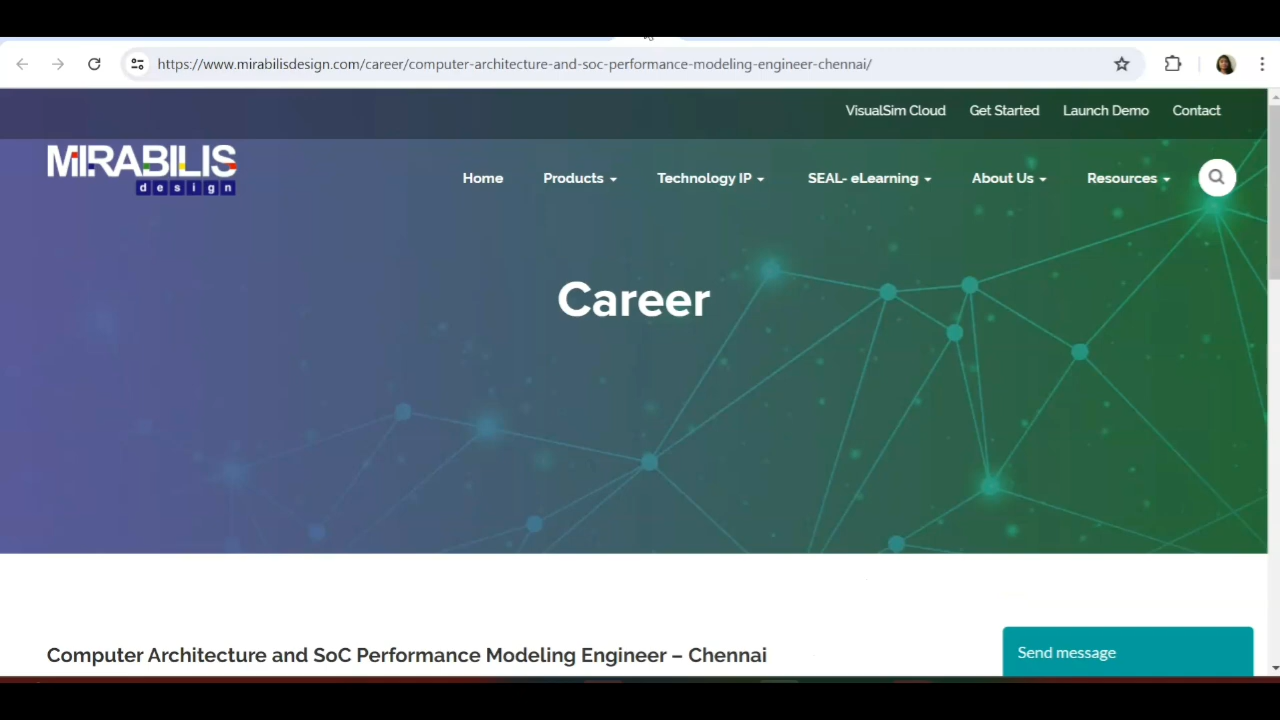 https://www.mirabilisdesign.com/career/computer-architecture-and-soc-performance-modeling-engineer-chennai/
VisualSim Cloud Get Started Launch Demo Contact
MIRABILIS
design
Home Products Technology IP SEAL- eLearning About Us Resources
Career
Computer Architecture and SoC Performance Modeling Engineer – Chennai
Send message